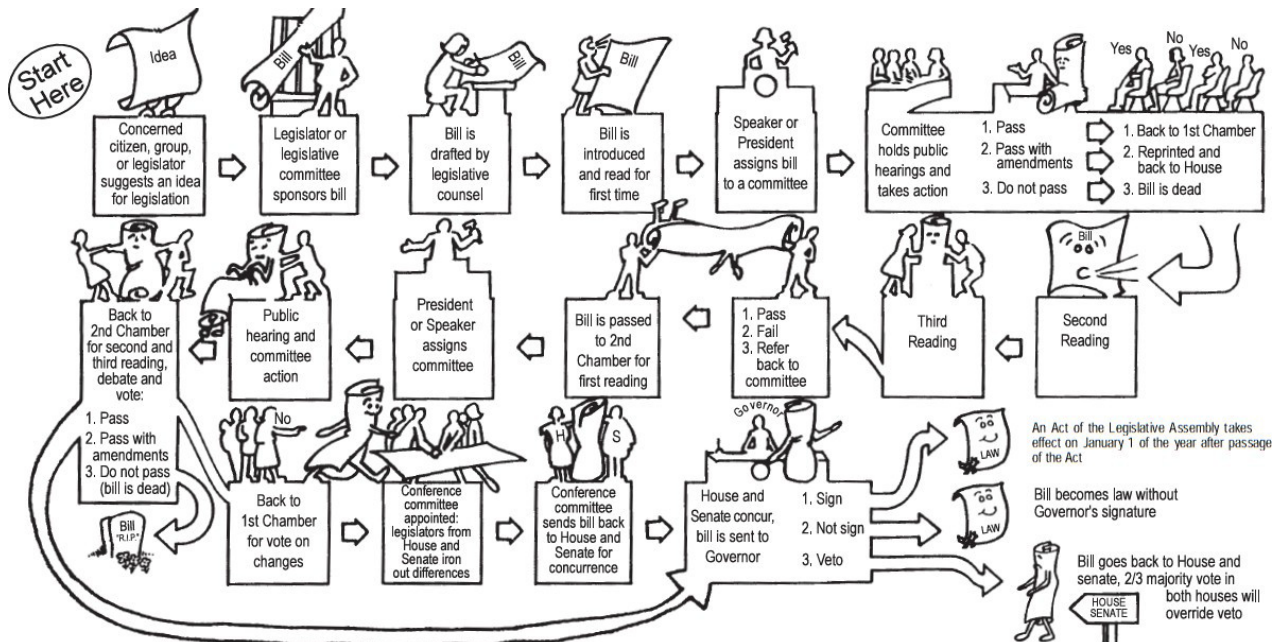 Start
Here
Idea
Concerned
citizen, group,
or legislator
suggests an idea
for legislation
Bill
Legislator or
legislative
committee
sponsors bill
Bill
Bill is
drafted by
legislative
counsel
Bill
Bill is
introduced
and read for
first time
Speaker or
President
assigns bill
to a committee
Committee
holds public
hearings and
takes action
1. Pass
2. Pass with
amendments
3. Do not pass
Yes
No
Yes
No
1. Back to 1st Chamber
2. Reprinted and
back to House
3. Bill is dead
Bill
Second
Reading
Third
Reading
1. Pass
2. Fail
3. Refer
back to
committee
Bill is passed
to 2nd
Chamber for
first reading
President
or Speaker
assigns
committee
Public
hearing and
committee
action
Back to
2nd Chamber
for second and
third reading,
debate and
vote:
1. Pass
2. Pass with
amendments
3. Do not pass
(bill is dead)
Bill
"R.I.P."
No
Back to
1st Chamber
for vote on
changes
Conference
committee
appointed:
legislators from
House and
Senate iron
out differences
H
S
Conference
committee
sends bill back
to House and
Senate for
concurrence
Governor
House and
Senate concur,
bill is sent to
Governor
1. Sign
2. Not sign
3. Veto
LAW
An Act of the Legislative Assembly takes
effect on January 1 of the year after passage
of the Act
LAW
Bill becomes law without
Governor's signature
Bill goes back to House and
senate, 2/3 majority vote in
both houses will
override veto
HOUSE
SENATE